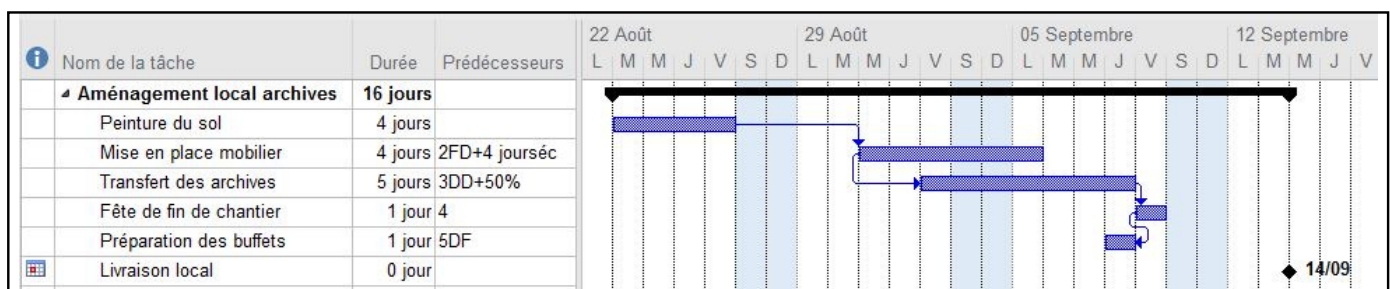 22 Août 29 Août 05 Septembre 12 Septembre
Nom de la tâche Durée Prédécesseurs L M M J V S D L M M J V S D L M M J V S D L M M J V
Aménagement local archives 16 jours
Peinture du sol 4 jours
Mise en place mobilier 4 jours 2FD+4 jourséc
Transfert des archives 5 jours 3DD+50%
Fête de fin de chantier 1 jour 4
Préparation des buffets 1 jour 5DF
Livraison local 0 jour 14/09